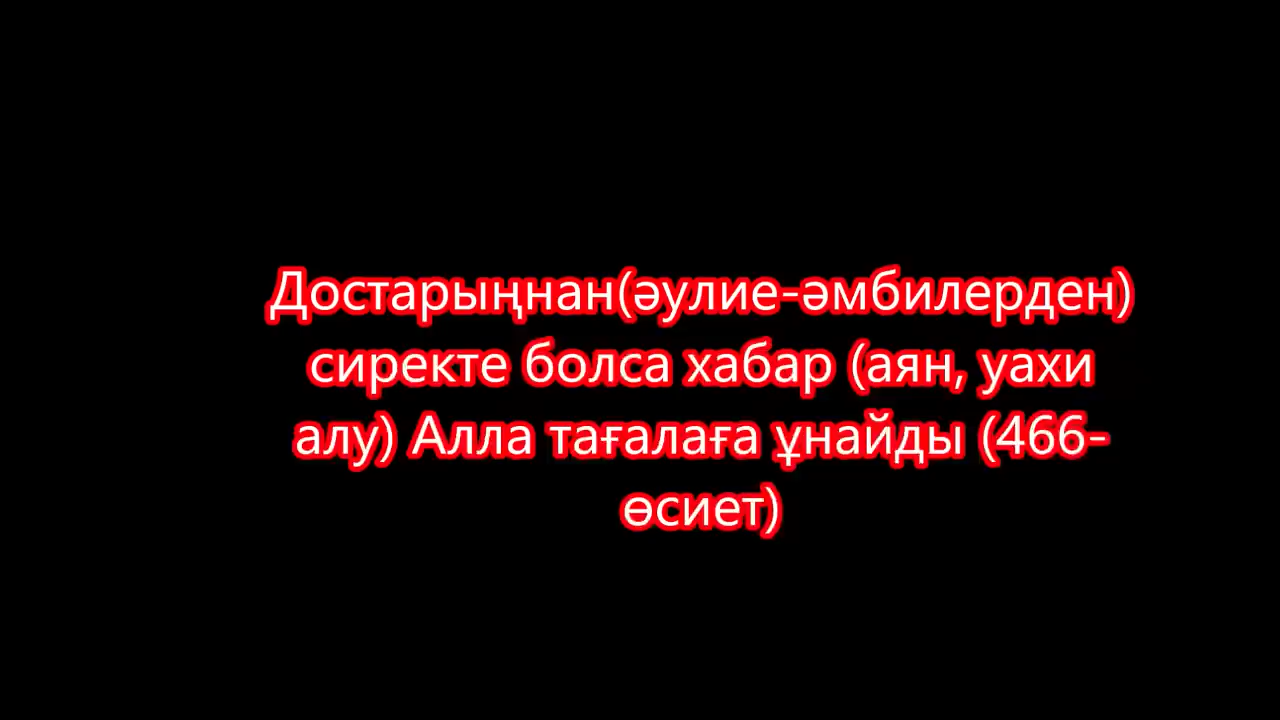 Достарыңнан(әулие-әмбилерден)
сиректе болса хабар (аян, уахи
алу) Алла тағалаға ұнайды (466-
өсиет)